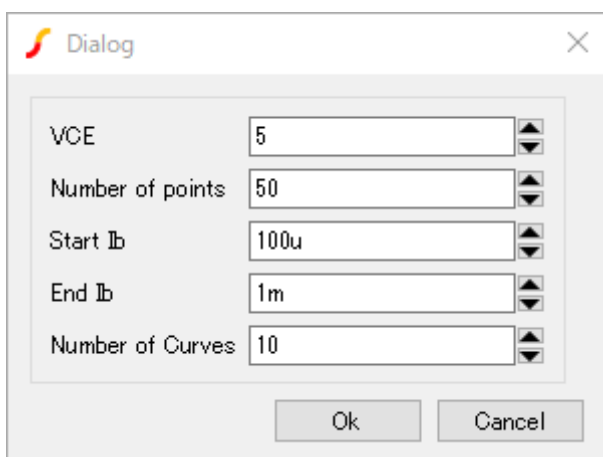 Dialog
VCE 5
Number of points 50
Start Ib 100u
End Ib 1m
Number of Curves 10
Ok Cancel